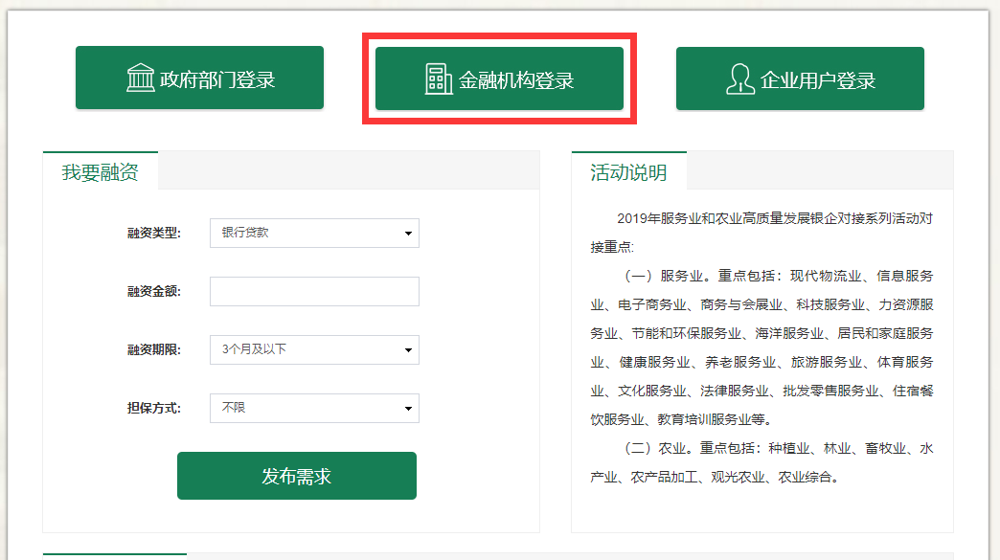 政府部门登录
金融机构登录
企业用户登录
我要融资
融资类型: 银行贷款
融资金额:
融资期限: 3个月及以下
担保方式: 不限
发布需求
活动说明
2019年服务业和农业高质量发展银企对接系列活动对
接重点:
（一）服务业。重点包括：现代物流业、信息服务
业、电子商务业、商务与会展业、科技服务业、力资源服
务业、节能和环保服务业、海洋服务业、居民和家庭服务
业、健康服务业、养老服务业、旅游服务业、体育服务
业、文化服务业、法律服务业、批发零售服务业、住宿餐
饮服务业、教育培训服务业等。
（二）农业。重点包括：种植业、林业、畜牧业、水
产业、农产品加工、观光农业、农业综合。